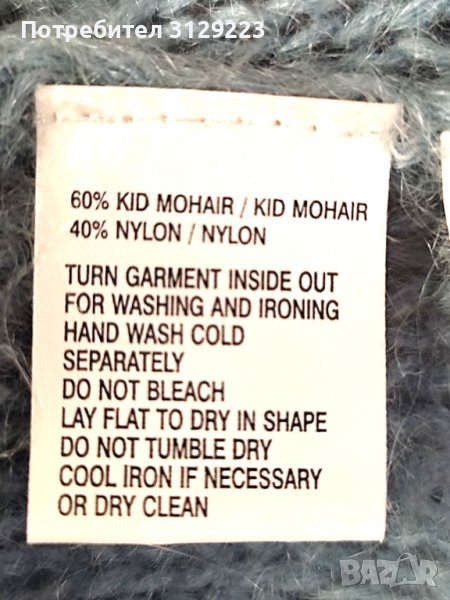 Потребител 3129223
60% KID MOHAIR / KID MOHAIR
40% NYLON / NYLON
TURN GARMENT INSIDE OUT
FOR WASHING AND IRONING
HAND WASH COLD
SEPARATELY
DO NOT BLEACH
LAY FLAT TO DRY IN SHAPE
DO NOT TUMBLE DRY
COOL IRON IF NECESSARY
OR DRY CLEAN
BAZAR